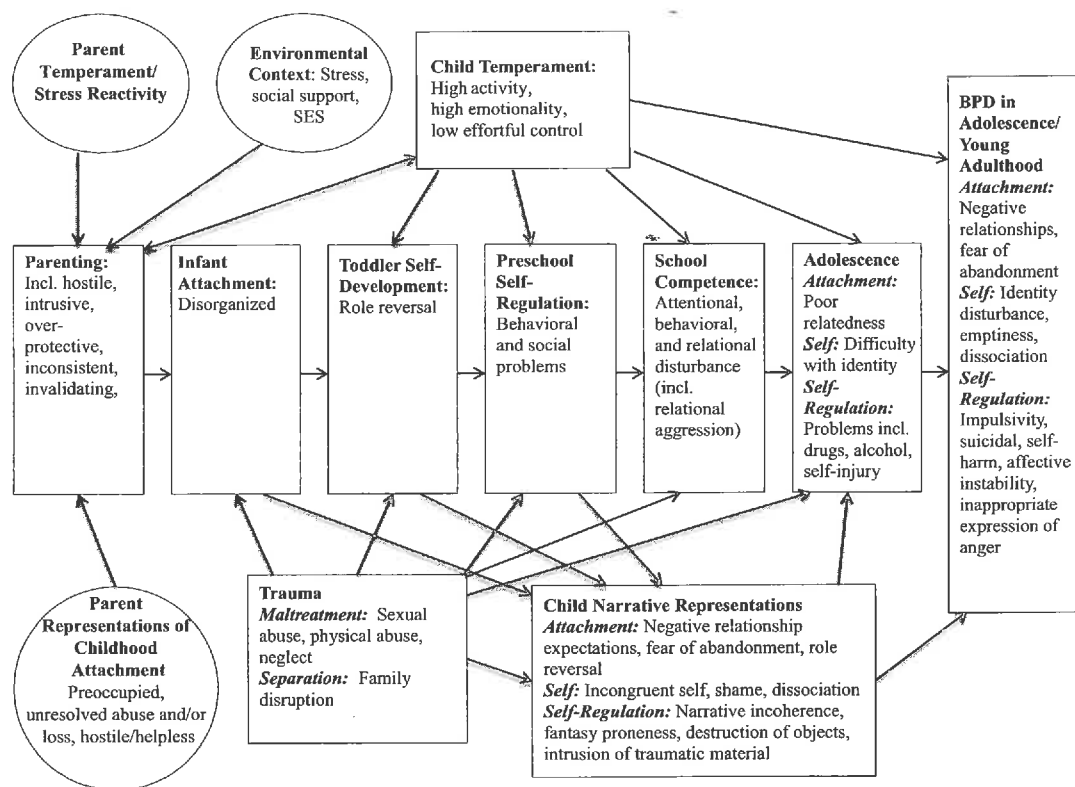 Parent
Temperament/
Stress Reactivity
Environmental
Context: Stress,
social support,
SES
Child Temperament:
High activity,
high emotionality,
low effortful control
BPD in
Adolescence/
Young
Adulthood
Attachment:
Negative
relationships,
fear of
abandonment
Self: Identity
disturbance,
emptiness,
dissociation
Self-
Regulation:
Impulsivity,
suicidal, self-
harm, affective
instability,
inappropriate
expression of
anger
Parenting:
Incl. hostile,
intrusive,
over-
protective,
inconsistent,
invalidating,
Infant
Attachment:
Disorganized
Toddler Self-
Development:
Role reversal
Preschool
Self-
Regulation:
Behavioral
and social
problems
School
Competence:
Attentional,
behavioral,
and relational
disturbance
(incl.
relational
aggression)
Adolescence
Attachment:
Poor
relatedness
Self: Difficulty
with identity
Self-
Regulation:
Problems incl.
drugs, alcohol,
self-injury
Parent
Representations of
Childhood
Attachment
Preoccupied,
unresolved abuse and/or
loss, hostile/helpless
Trauma
Maltreatment: Sexual
abuse, physical abuse,
neglect
Separation: Family
disruption
Child Narrative Representations
Attachment: Negative relationship
expectations, fear of abandonment, role
reversal
Self: Incongruent self, shame, dissociation
Self-Regulation: Narrative incoherence,
fantasy proneness, destruction of objects,
intrusion of traumatic material